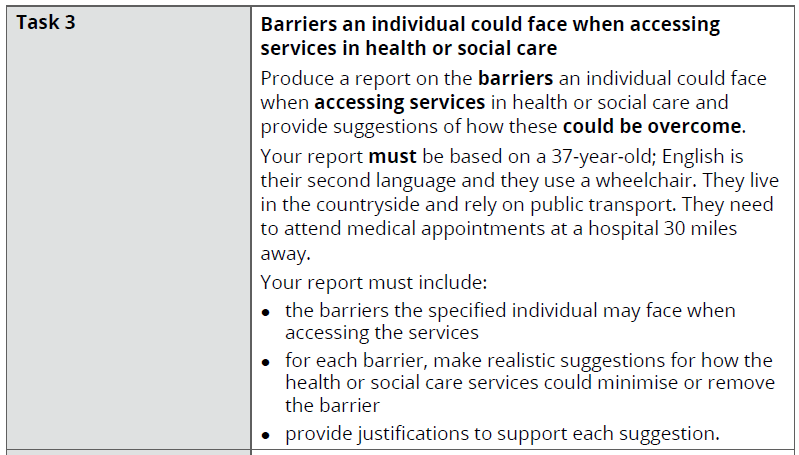 Task 3
Barriers an individual could face when accessing
services in health or social care
Produce a report on the barriers an individual could face
when accessing services in health or social care and
provide suggestions of how these could be overcome.
Your report must be based on a 37-year-old; English is
their second language and they use a wheelchair. They live
in the countryside and rely on public transport. They need
to attend medical appointments at a hospital 30 miles
away.
Your report must include:
● the barriers the specified individual may face when
accessing the services
● for each barrier, make realistic suggestions for how the
health or social care services could minimise or remove
the barrier
● provide justifications to support each suggestion.